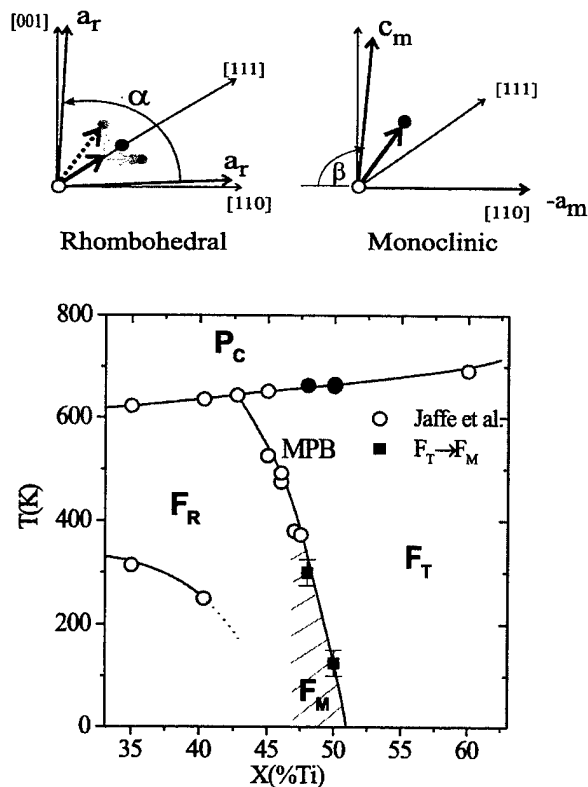 [001] a_r
[111]
α
a_r
[110]
Rhombohedral
c_m
[111]
β
[110] -a_m
Monoclinic
800
600
400
200
0
T(K)
P_C
MPB
Jaffe et al.
F_T→F_M
F_R
F_T
F_M
35 40 45 50 55 60
X(%Ti)